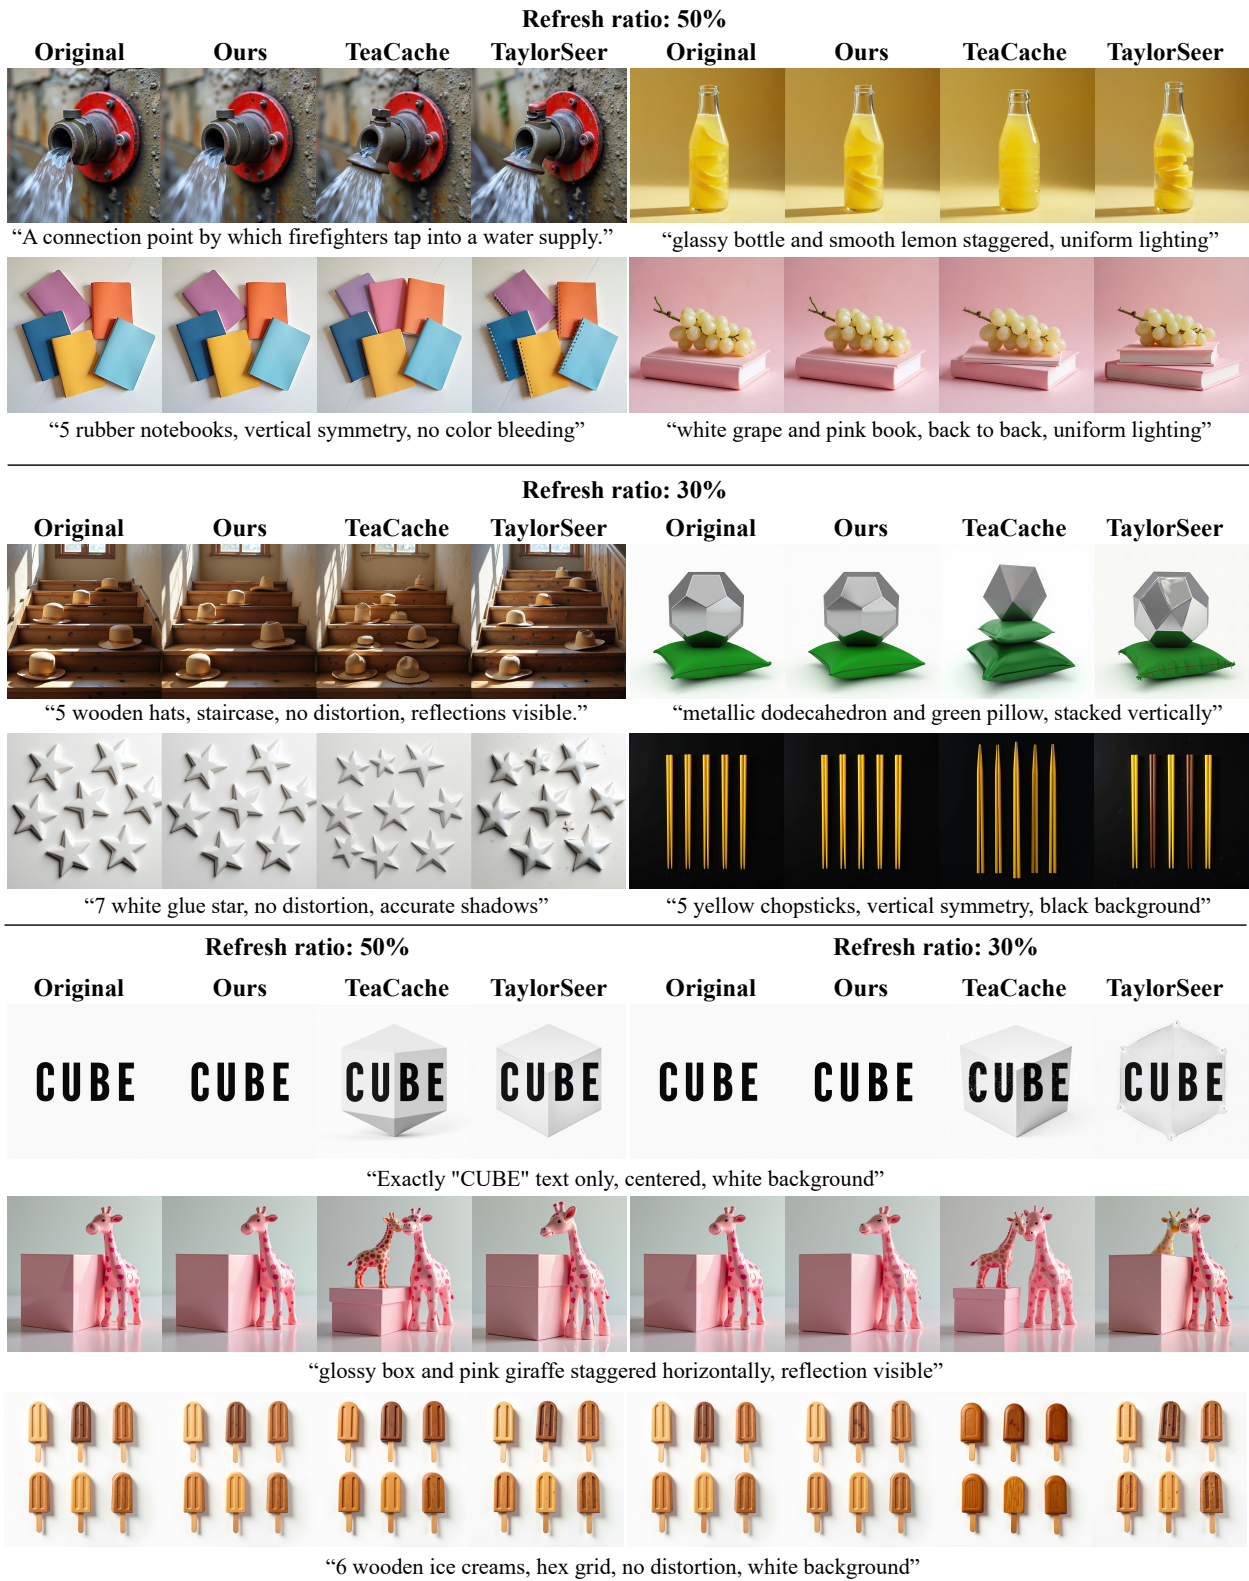 Refresh ratio: 50%
Original Ours TeaCache TaylorSeer Original Ours TeaCache TaylorSeer
“A connection point by which firefighters tap into a water supply.”
“glassy bottle and smooth lemon staggered, uniform lighting”
“5 rubber notebooks, vertical symmetry, no color bleeding”
“white grape and pink book, back to back, uniform lighting”
Refresh ratio: 30%
Original Ours TeaCache TaylorSeer Original Ours TeaCache TaylorSeer
“5 wooden hats, staircase, no distortion, reflections visible.”
“metallic dodecahedron and green pillow, stacked vertically”
“7 white glue star, no distortion, accurate shadows”
“5 yellow chopsticks, vertical symmetry, black background”
Refresh ratio: 50% Refresh ratio: 30%
Original Ours TeaCache TaylorSeer Original Ours TeaCache TaylorSeer
CUBE CUBE CUBE CUBE CUBE CUBE CUBE CUBE
“Exactly "CUBE" text only, centered, white background”
“glossy box and pink giraffe staggered horizontally, reflection visible”
“6 wooden ice creams, hex grid, no distortion, white background”